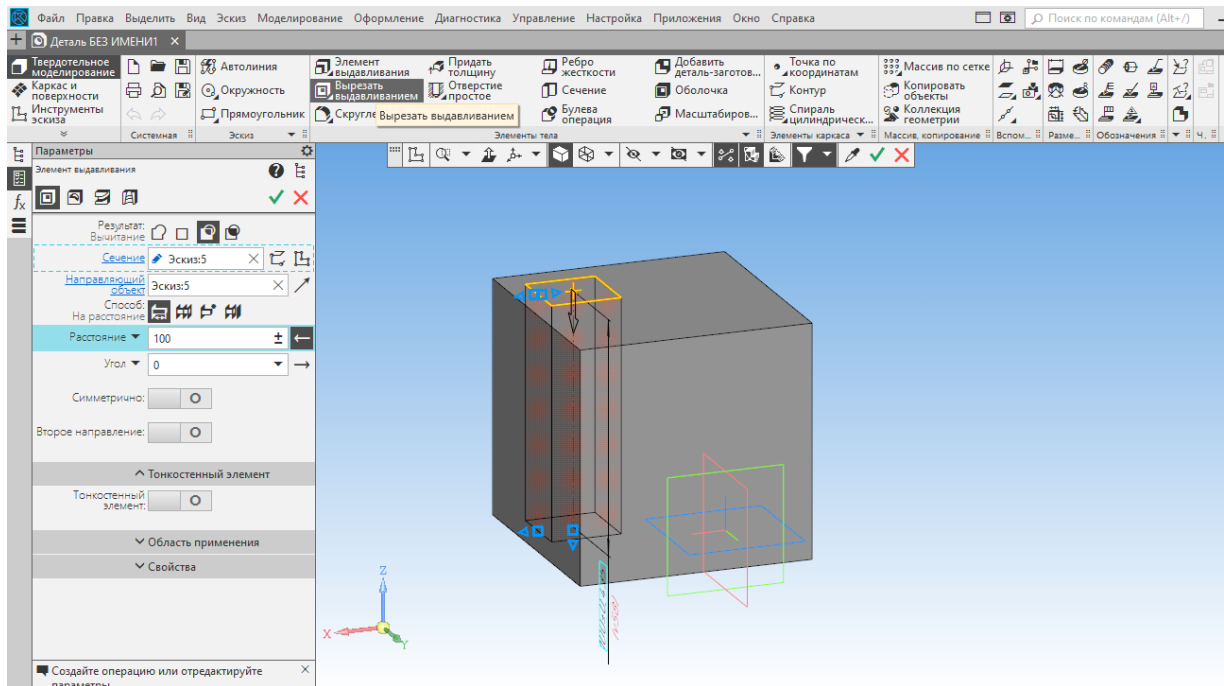 Файл Правка Выделить Вид Эскиз Моделирование Оформление Диагностика Управление Настройка Приложения Окно Справка
Поиск по командам (Alt+/)
Деталь БЕЗ ИМЕНИ1
Твердотельное моделирование
Каркас и поверхности
Инструменты эскиза
Системная
Автолиния
Окружность
Прямоугольник
Эскиз
Элемент выдавливания
Вырезать выдавливанием
Скругле
Вырезать выдавливанием
Придать толщину
Отверстие простое
Ребро жесткости
Сечение
Булева операция
Добавить деталь-заготов...
Оболочка
Масштабиров...
Элементы тела
Точка по координатам
Контур
Спираль цилиндрическ...
Элементы каркаса
Массив по сетке
Копировать объекты
Коллекция геометрии
Массив, копирование
Вспом...
Разме...
Обозначения
Ч.
Параметры
Элемент выдавливания
Результат:
Вычитание
Сечение Эскиз:5
Направляющий объект Эскиз:5
Способ:
На расстояние
Расстояние 100
Угол 0
Симметрично:
Второе направление:
Тонкостенный элемент
Тонкостенный элемент:
Область применения
Свойства
Z
X
Y
Создайте операцию или отредактируйте
параметры